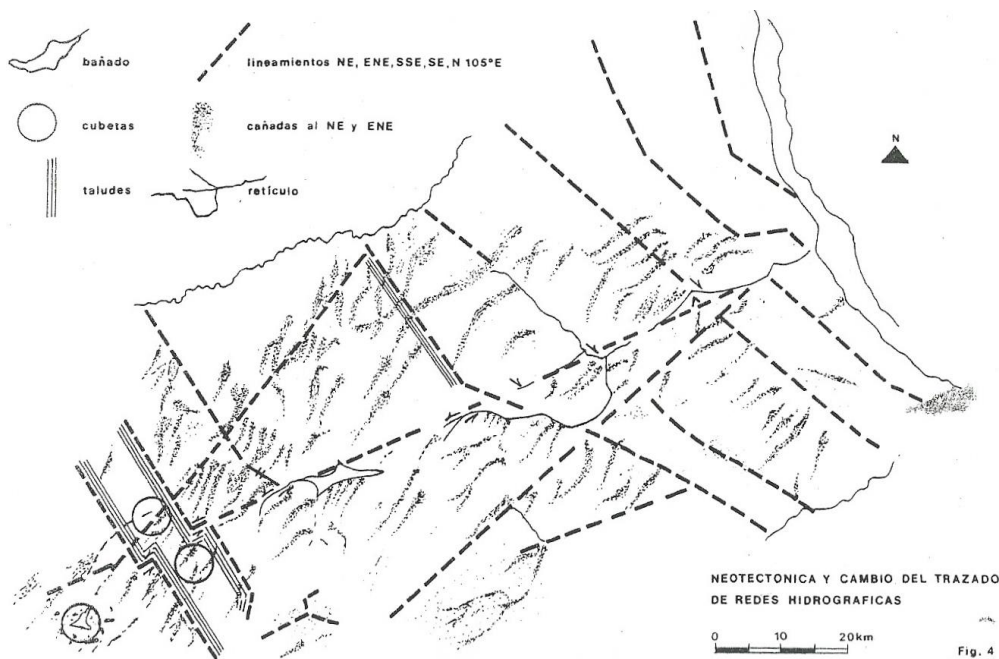 bañado
lineamientos NE, ENE, SSE, SE, N 105°E
cubetas
cañadas al NE y ENE
taludes
retículo
N
NEOTECTONICA Y CAMBIO DEL TRAZADO
DE REDES HIDROGRAFICAS
0 10 20km
Fig. 4